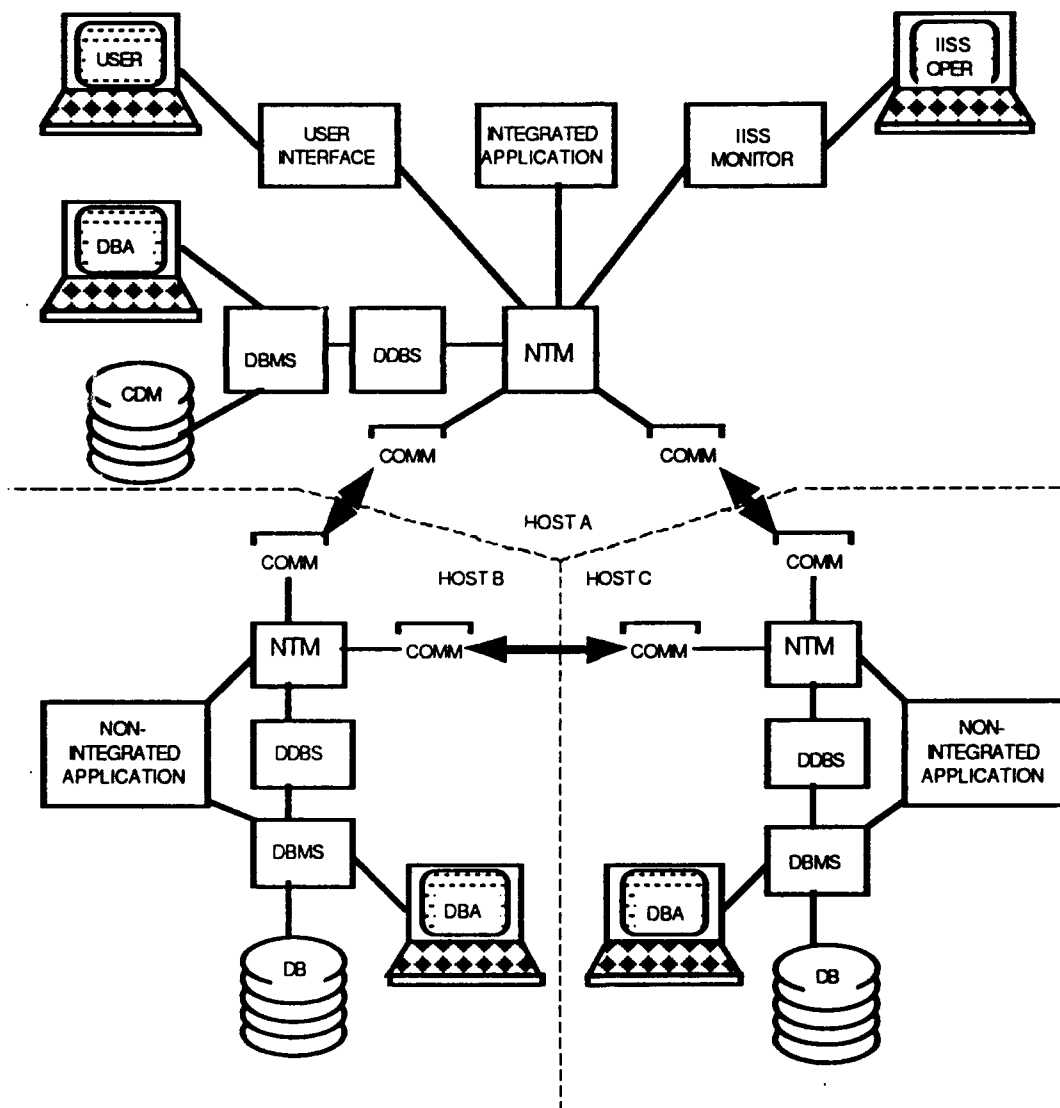 USER
IISS
OPER
USER
INTERFACE
INTEGRATED
APPLICATION
IISS
MONITOR
DBA
DBMS
DDBS
NTM
CDM
COMM
COMM
HOST A
COMM
COMM
HOST B
HOST C
NTM
COMM
COMM
NTM
NON-
INTEGRATED
APPLICATION
DDBS
DDBS
NON-
INTEGRATED
APPLICATION
DBMS
DBMS
DBA
DBA
DB
DB